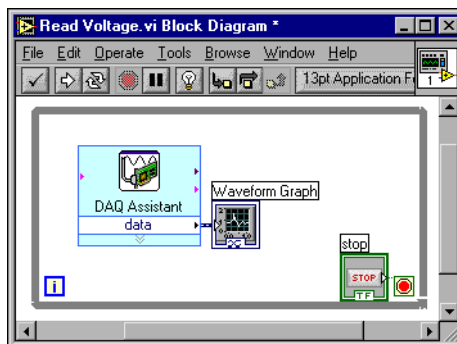 Read Voltage.vi Block Diagram *
File Edit Operate Tools Browse Window Help
13pt Application F
1
DAQ Assistant
data
Waveform Graph
stop
STOP
TF
i